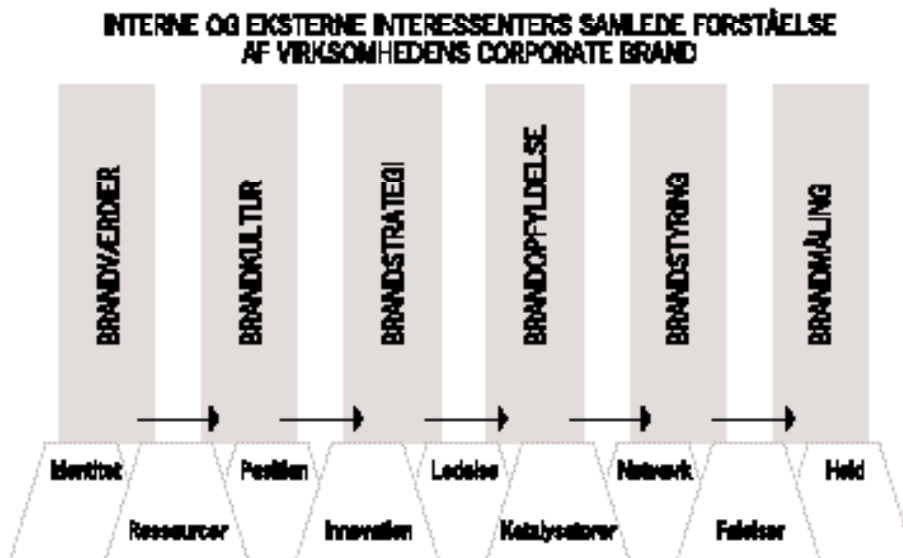 INTERNE OG EKSTERNE INTERESSENTERS SAMLEDE FORSTÅELSE
AF VIRKSOMHEDENS CORPORATE BRAND
BRANDVÆRDIER
BRANDKULTUR
BRANDSTRATEGI
BRANDOPFYLDELSE
BRANDSTYRING
BRANDMÅLING
Identitet
Position
Ledelse
Netværk
Held
Ressourcer
Innovation
Katalysatorer
Følelser